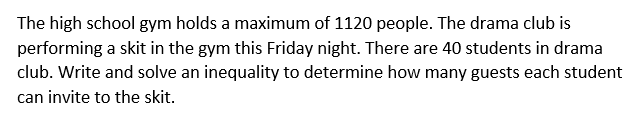 The high school gym holds a maximum of 1120 people. The drama club is
performing a skit in the gym this Friday night. There are 40 students in drama
club. Write and solve an inequality to determine how many guests each student
can invite to the skit.